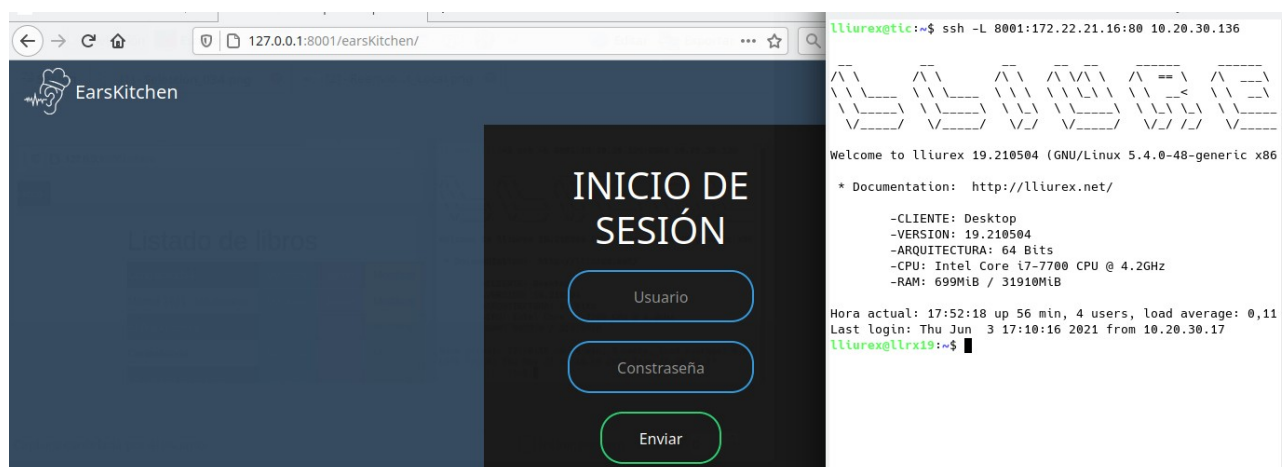 127.0.0.1:8001/earsKitchen/
EarsKitchen
Listado de libros
INICIO DE
SESIÓN
Usuario
Constraseña
Enviar
lliurex@tic:~$ ssh -L 8001:172.22.21.16:80 10.20.30.136
Welcome to lliurex 19.210504 (GNU/Linux 5.4.0-48-generic x86
* Documentation: http://lliurex.net/
-CLIENTE: Desktop
-VERSION: 19.210504
-ARQUITECTURA: 64 Bits
-CPU: Intel Core i7-7700 CPU @ 4.2GHz
-RAM: 699MiB / 31910MiB
Hora actual: 17:52:18 up 56 min, 4 users, load average: 0,11
Last login: Thu Jun 3 17:10:16 2021 from 10.20.30.17
lliurex@llrx19:~$